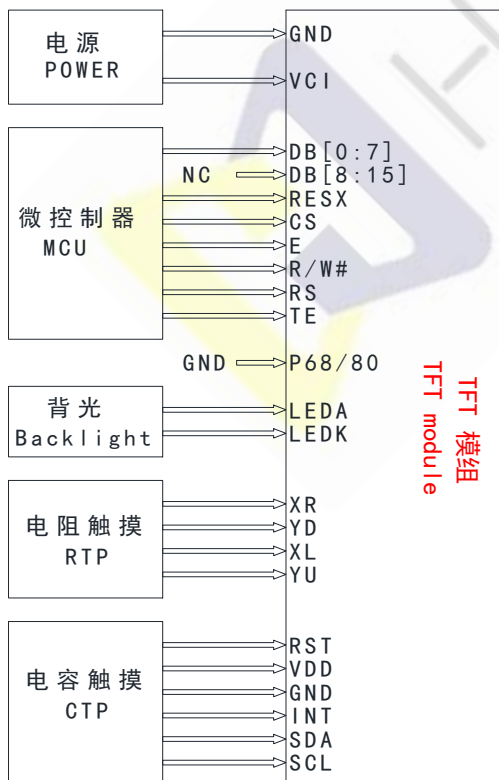 电源
POWER
GND
VCI
微控制器
MCU
DB[0:7]
NC
DB[8:15]
RESX
CS
E
R/W#
RS
TE
GND
P68/80
背光
Backlight
LEDA
LEDK
TFT 模组
TFT module
电阻触摸
RTP
XR
YD
XL
YU
电容触摸
CTP
RST
VDD
GND
INT
SDA
SCL